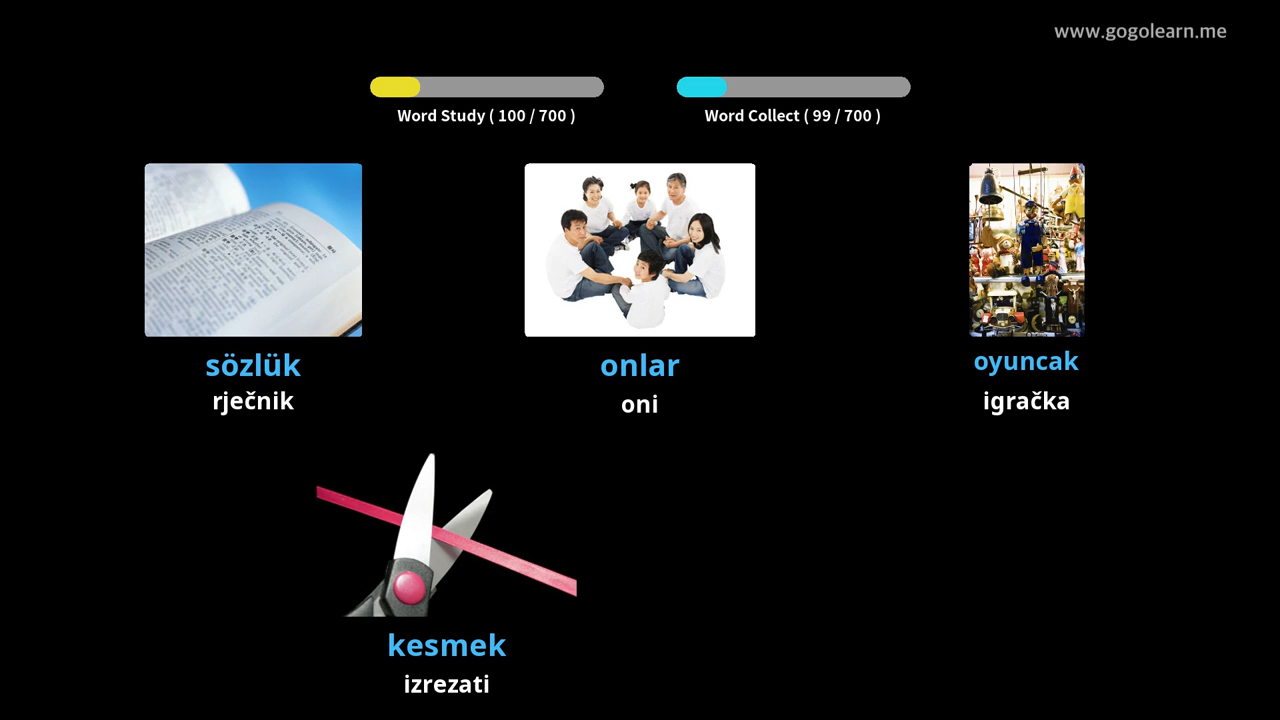 www.gogolearn.me
Word Study ( 100 / 700 )
Word Collect ( 99 / 700 )
sözlük
rječnik
onlar
oni
oyuncak
igračka
kesmek
izrezati